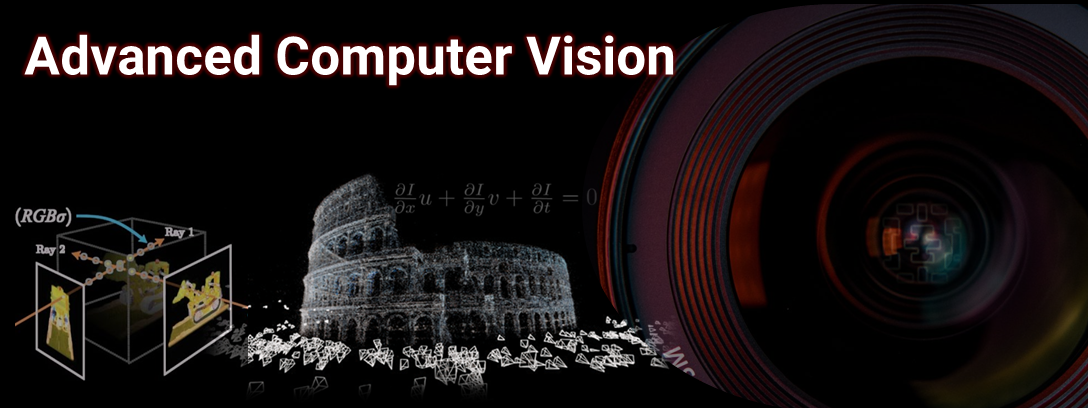 Advanced Computer Vision
∂I/∂x u + ∂I/∂y v + ∂I/∂t = 0
(RGBσ)
Ray 1
Ray 2